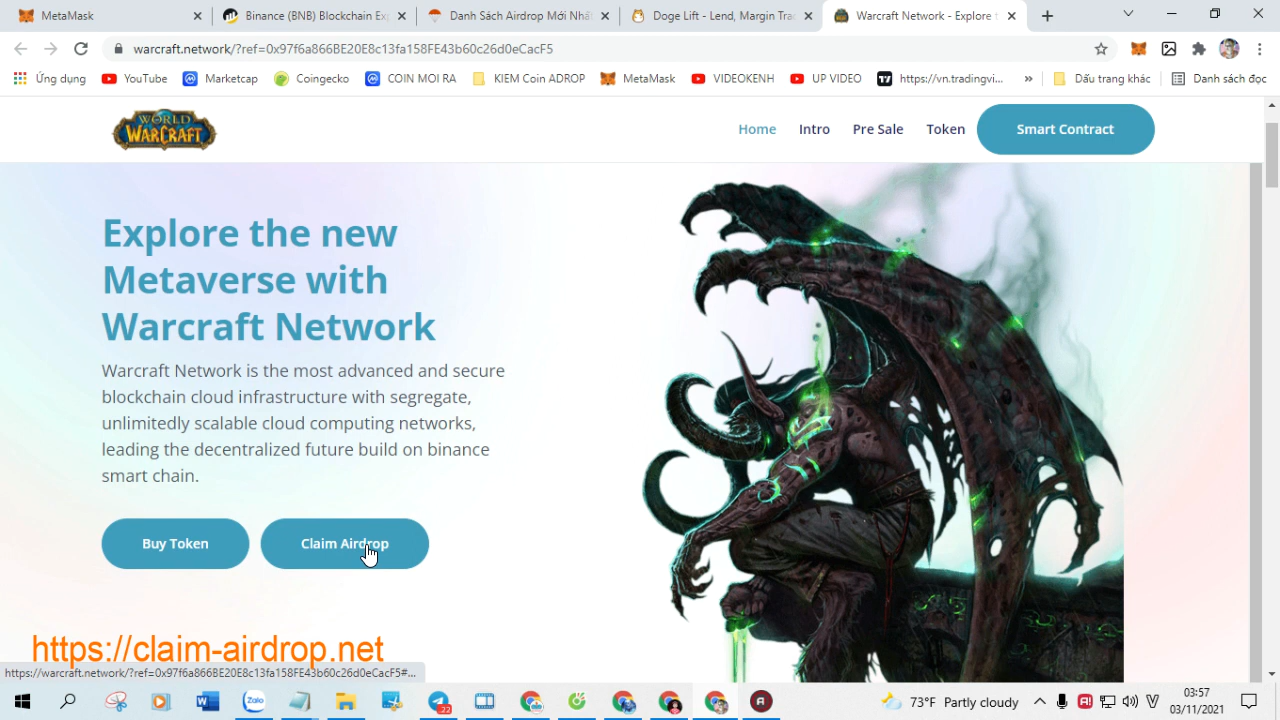 MetaMask
Binance (BNB) Blockchain Exp
Danh Sách Airdrop Mới Nhất
Doge Lift - Lend, Margin Tra
Warcraft Network - Explore t
warcraft.network/?ref=0x97f6a866BE20E8c13fa158FE43b60c26d0eCacF5
Ứng dụng
YouTube
Marketcap
Coingecko
COIN MOI RA
KIEM Coin ADROP
MetaMask
VIDEOKENH
UP VIDEO
https://vn.tradingvi...
»
Dấu trang khác
Danh sách đọc
WORLD
WARCRAFT
Home
Intro
Pre Sale
Token
Smart Contract
Explore the new
Metaverse with
Warcraft Network
Warcraft Network is the most advanced and secure
blockchain cloud infrastructure with segregate,
unlimitedly scalable cloud computing networks,
leading the decentralized future build on binance
smart chain.
Buy Token
Claim Airdrop
https://claim-airdrop.net
https://warcraft.network/?ref=0x97f6a866BE20E8c13fa158FE43b60c26d0eCacF5#...
Zalo
22
73°F Partly cloudy
03:57
03/11/2021